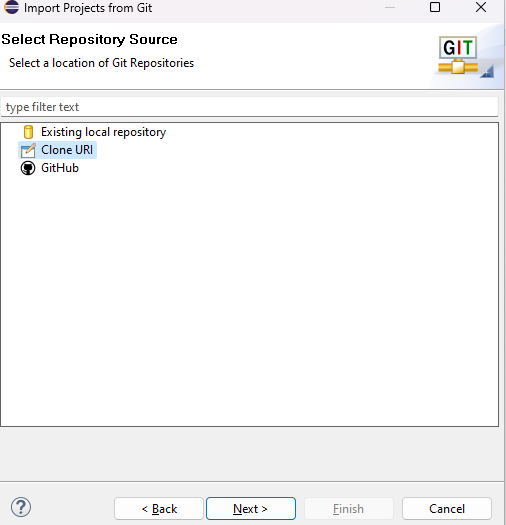 Import Projects from Git
Select Repository Source
Select a location of Git Repositories
GIT
type filter text
Existing local repository
Clone URI
GitHub
?
< Back
Next >
Finish
Cancel